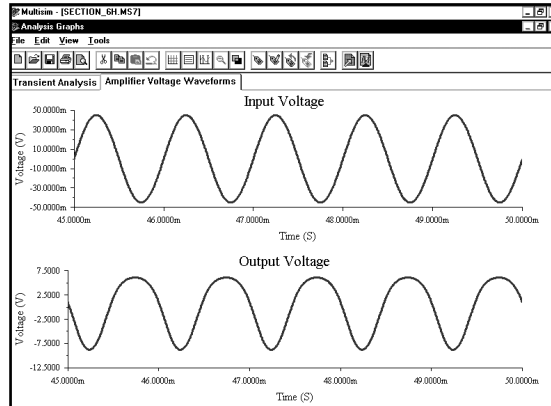 Multisim - [SECTION_6H.MS7]
Analysis Graphs
File Edit View Tools
Transient Analysis Amplifier Voltage Waveforms
Input Voltage
50.0000m
30.0000m
10.0000m
-10.0000m
-30.0000m
-50.0000m
Voltage (V)
45.0000m 46.0000m 47.0000m 48.0000m 49.0000m 50.0000m
Time (S)
Output Voltage
7.5000
2.5000
-2.5000
-7.5000
-12.5000
Voltage (V)
45.0000m 46.0000m 47.0000m 48.0000m 49.0000m 50.0000m
Time (S)